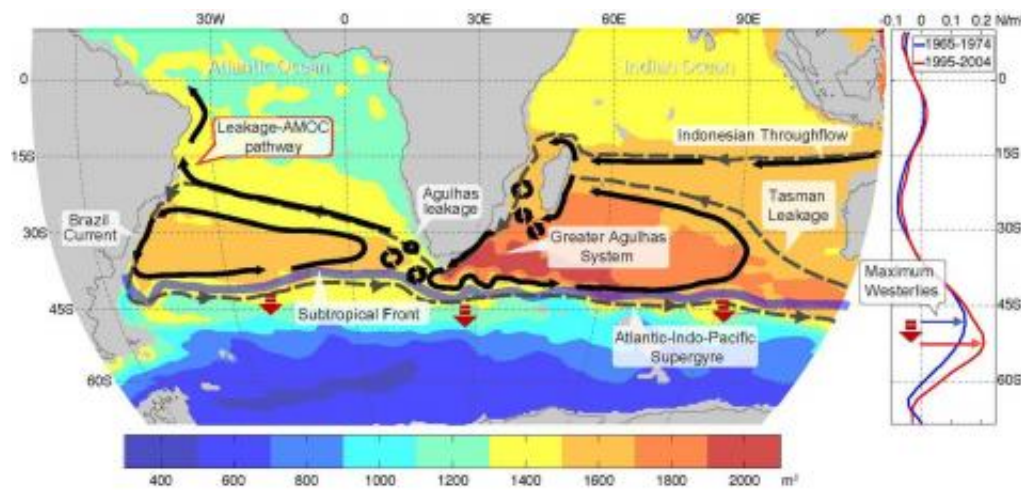 30W 0 30E 60E 90E
-0.1 0 0.1 0.2 N/m²
1965-1974
1995-2004
Atlantic Ocean
Indian Ocean
0
15S
30S
45S
60S
Leakage-AMOC
pathway
Agulhas
leakage
Brazil
Current
Indonesian Throughflow
Tasman
Leakage
Greater Agulhas
System
Subtropical Front
Atlantic-Indo-Pacific
Supergyre
Maximum
Westerlies
0
15S
30S
45S
60S
400 600 800 1000 1200 1400 1600 1800 2000